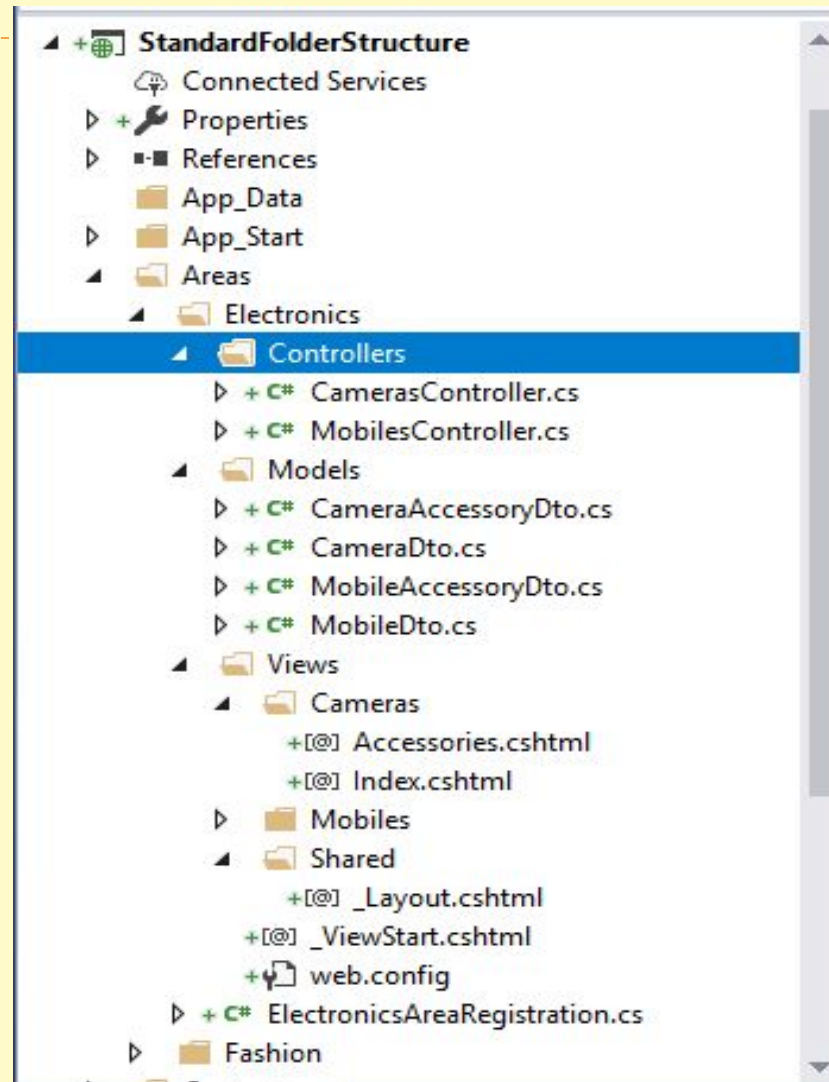 StandardFolderStructure
Connected Services
Properties
References
App_Data
App_Start
Areas
Electronics
Controllers
C# CamerasController.cs
C# MobilesController.cs
Models
C# CameraAccessoryDto.cs
C# CameraDto.cs
C# MobileAccessoryDto.cs
C# MobileDto.cs
Views
Cameras
[@] Accessories.cshtml
[@] Index.cshtml
Mobiles
Shared
[@] _Layout.cshtml
[@] _ViewStart.cshtml
web.config
C# ElectronicsAreaRegistration.cs
Fashion